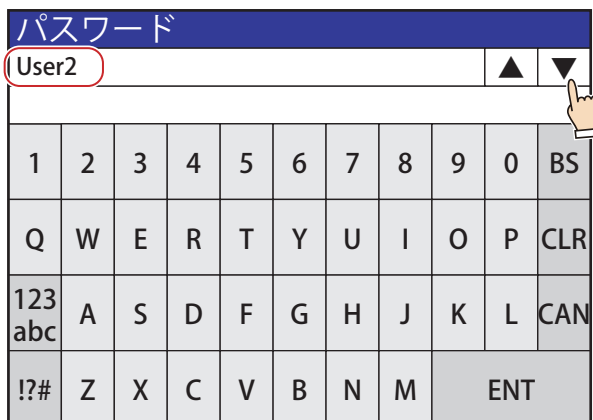 パスワード
User2 ▲ ▼
1 2 3 4 5 6 7 8 9 0 BS
Q W E R T Y U I O P CLR
123 abc A S D F G H J K L CAN
!?# Z X C V B N M ENT